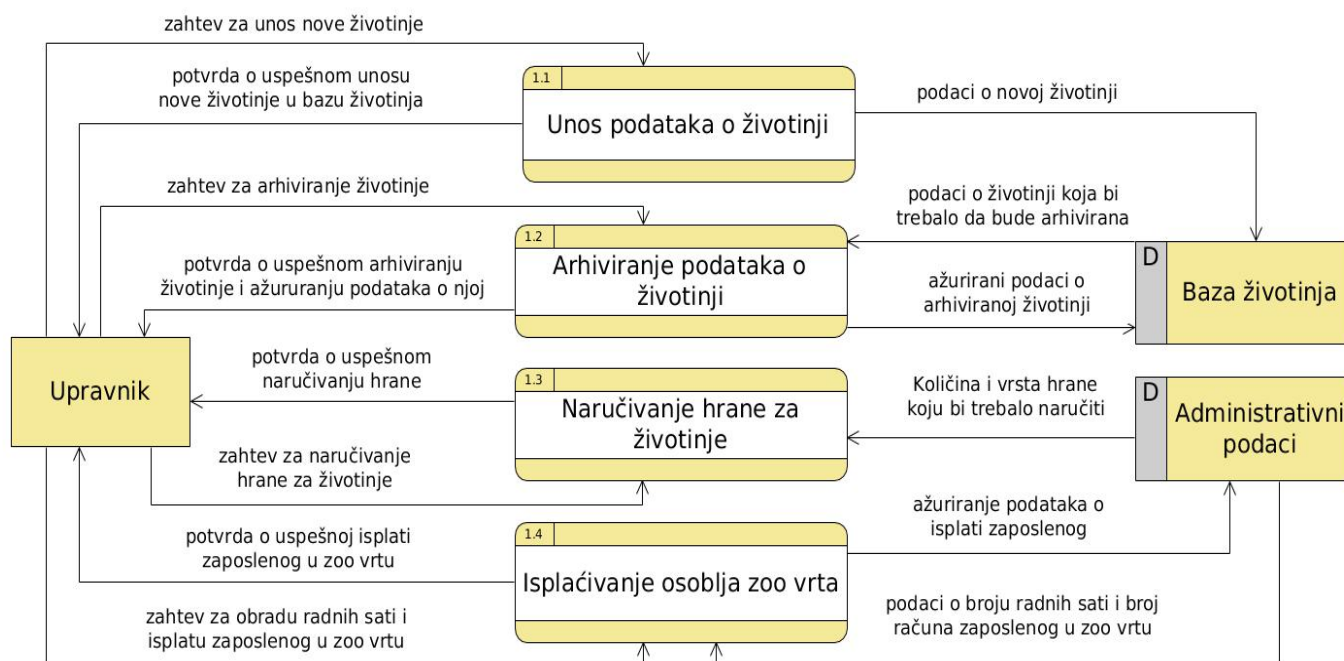 zahtev za unos nove životinje
potvrda o uspešnom unosu
nove životinje u bazu životinja
1.1
Unos podataka o životinji
podaci o novoj životinji
zahtev za arhiviranje životinje
podaci o životinji koja bi
trebalo da bude arhivirana
1.2
Arhiviranje podataka o
životinji
potvrda o uspešnom arhiviranju
životinje i ažururanju podataka o njoj
ažurirani podaci o
arhiviranoj životinji
D
Baza životinja
Upravnik
potvrda o uspešnom
naručivanju hrane
1.3
Naručivanje hrane za
životinje
Količina i vrsta hrane
koju bi trebalo naručiti
D
Administrativni
podaci
zahtev za naručivanje
hrane za životinje
potvrda o uspešnoj isplati
zaposlenog u zoo vrtu
1.4
Isplaćivanje osoblja zoo vrta
ažuriranje podataka o
isplati zaposlenog
zahtev za obradu radnih sati i
isplatu zaposlenog u zoo vrtu
podaci o broju radnih sati i broj
računa zaposlenog u zoo vrtu